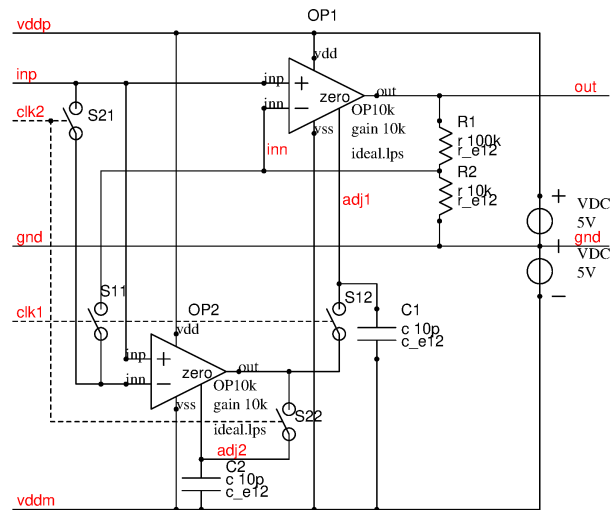 OP1
vddp
vdd
inp
inp
out
out
clk2
S21
inn
zero
OP10k
gain 10k
ideal.lps
vss
R1
r 100k
r_e12
inn
R2
r 10k
r_e12
adj1
VDC
5V
gnd
gnd
VDC
5V
S11
OP2
S12
C1
c 10p
c_e12
clk1
vdd
inp
out
inn
zero
OP10k
gain 10k
ideal.lps
vss
S22
adj2
C2
c 10p
c_e12
vddm